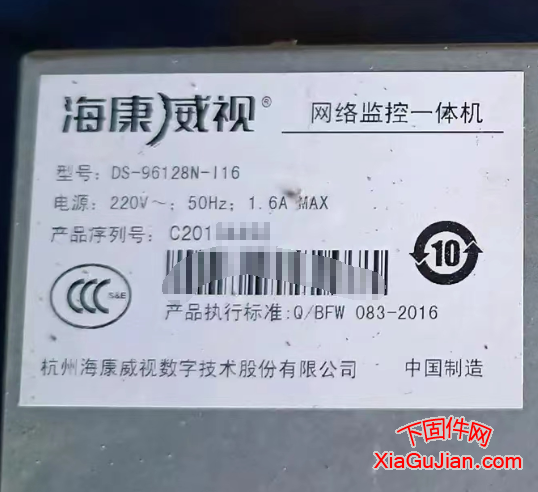 海康威视® 网络监控一体机
型号: DS-96128N-I16
电源: 220V～; 50Hz; 1.6A MAX
产品序列号: C201
10
CCC S&E
产品执行标准:Q/BFW 083-2016
杭州海康威视数字技术股份有限公司 中国制造
下固件网
XiaGuJian.com